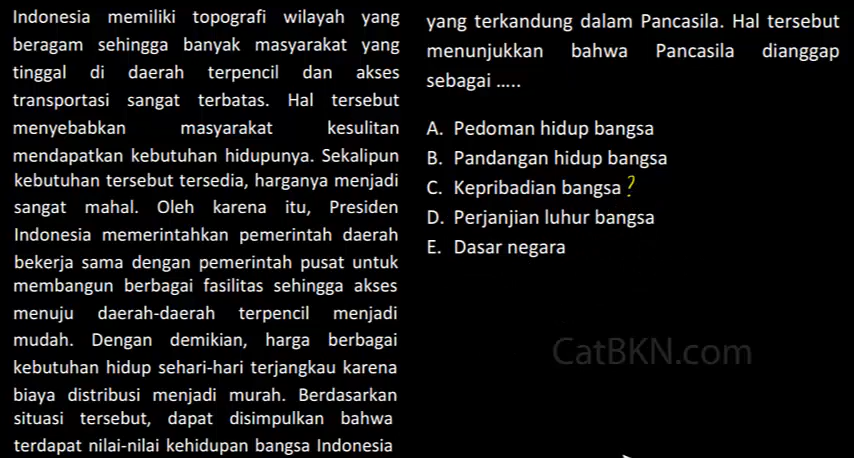 Indonesia memiliki topografi wilayah yang
beragam sehingga banyak masyarakat yang
tinggal di daerah terpencil dan akses
transportasi sangat terbatas. Hal tersebut
menyebabkan masyarakat kesulitan
mendapatkan kebutuhan hidupunya. Sekalipun
kebutuhan tersebut tersedia, harganya menjadi
sangat mahal. Oleh karena itu, Presiden
Indonesia memerintahkan pemerintah daerah
bekerja sama dengan pemerintah pusat untuk
membangun berbagai fasilitas sehingga akses
menuju daerah-daerah terpencil menjadi
mudah. Dengan demikian, harga berbagai
kebutuhan hidup sehari-hari terjangkau karena
biaya distribusi menjadi murah. Berdasarkan
situasi tersebut, dapat disimpulkan bahwa
terdapat nilai-nilai kehidupan bangsa Indonesia
yang terkandung dalam Pancasila. Hal tersebut
menunjukkan bahwa Pancasila dianggap
sebagai .....
A. Pedoman hidup bangsa
B. Pandangan hidup bangsa
C. Kepribadian bangsa ?
D. Perjanjian luhur bangsa
E. Dasar negara
CatBKN.com